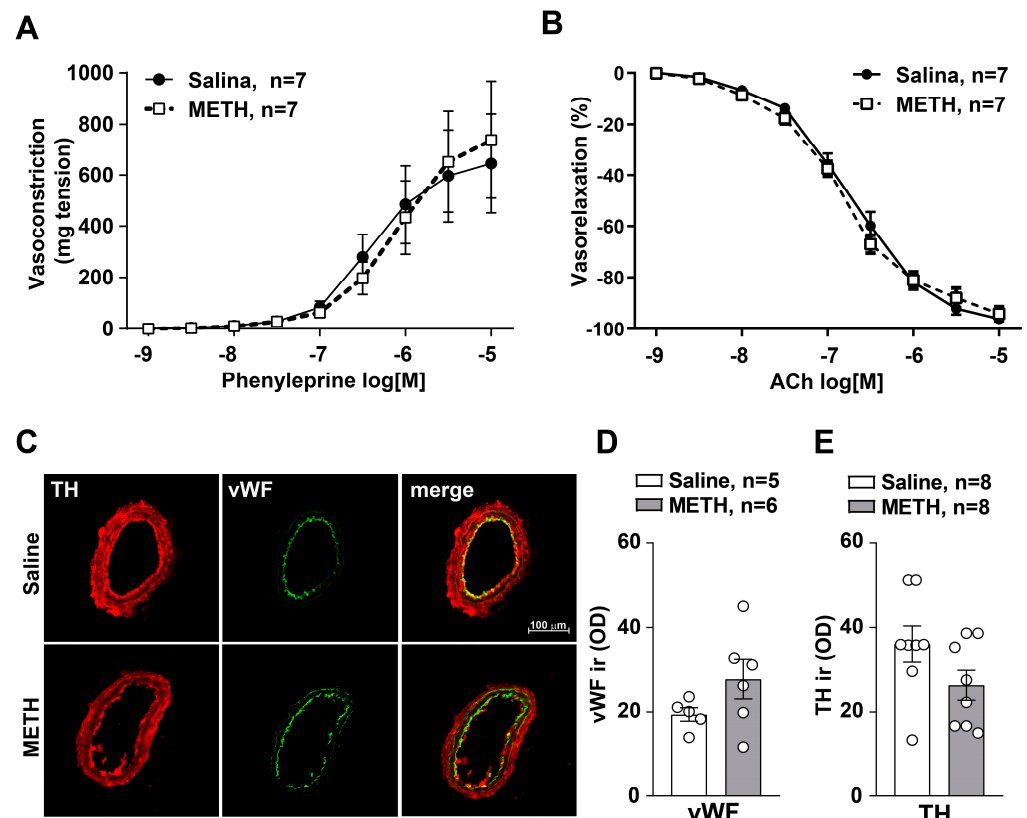 A
1000
800
600
400
200
0
Vasoconstriction
(mg tension)
Salina, n=7
METH, n=7
-9 -8 -7 -6 -5
Phenyleprine log[M]
B
0
-20
-40
-60
-80
-100
Vasorelaxation (%)
Salina, n=7
METH, n=7
-9 -8 -7 -6 -5
ACh log[M]
C
TH vWF merge
Saline
100 µm
METH
D
Saline, n=5
METH, n=6
60
40
20
0
vWF ir (OD)
vWF
E
Saline, n=8
METH, n=8
60
40
20
0
TH ir (OD)
TH